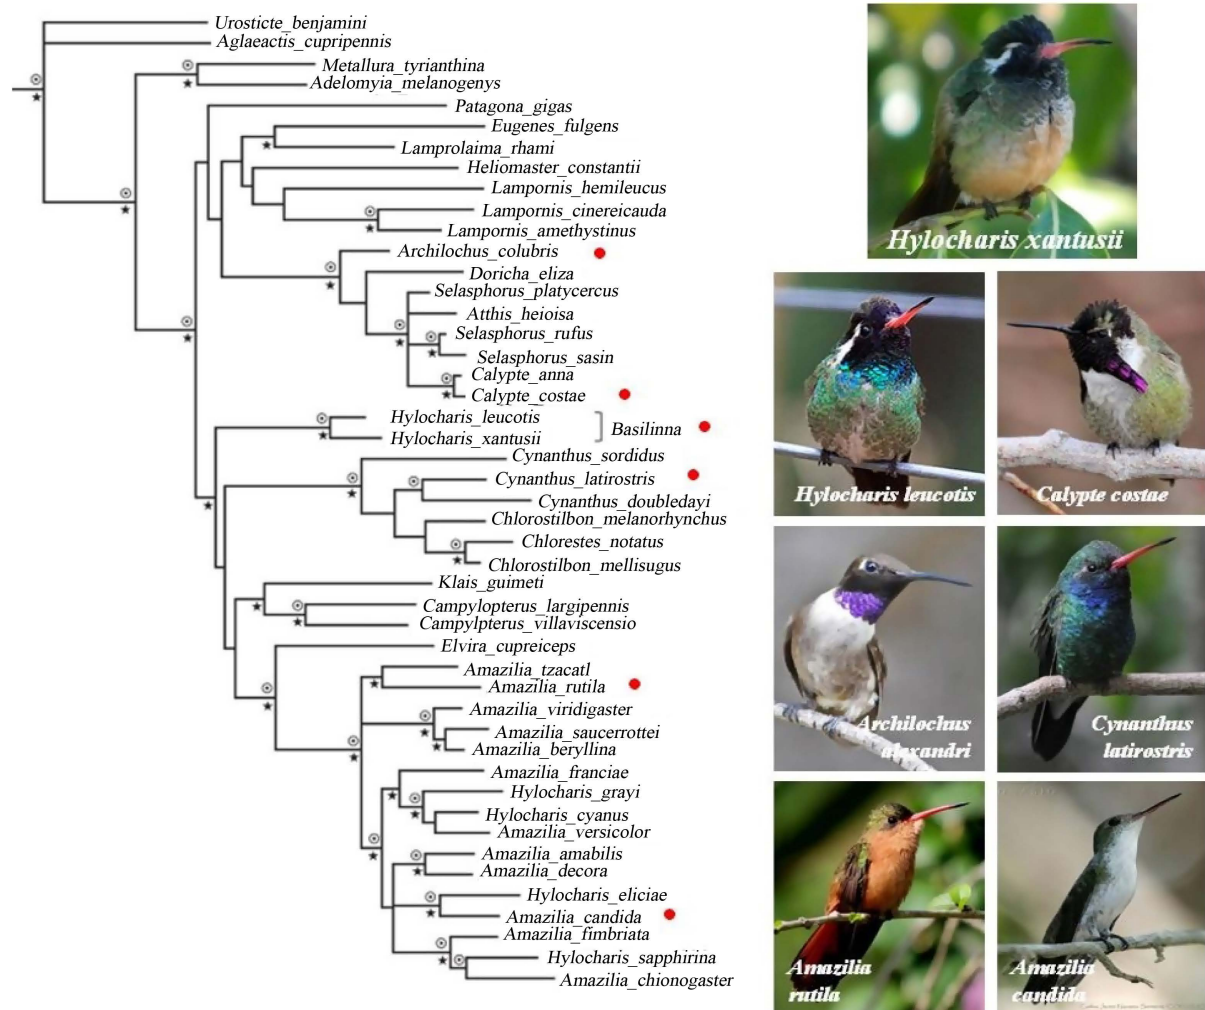 Urosticte_benjamini
Aglaeactis_cupripennis
Metallura_tyrianthina
Adelomyia_melanogenys
Patagona_gigas
Eugenes_fulgens
Lamprolaima_rhami
Heliomaster_constantii
Lampornis_hemileucus
Lampornis_cinereicauda
Lampornis_amethystinus
Archilochus_colubris
Doricha_eliza
Selasphorus_platycercus
Atthis_heioisa
Selasphorus_rufus
Selasphorus_sasin
Calypte_anna
Calypte_costae
Hylocharis_leucotis
Basilinna
Hylocharis_xantusii
Cynanthus_sordidus
Cynanthus_latirostris
Cynanthus_doubledayi
Chlorostilbon_melanorhynchus
Chlorestes_notatus
Chlorostilbon_mellisugus
Klais_guimeti
Campylopterus_largipennis
Campylpterus_villaviscensio
Elvira_cupreiceps
Amazilia_tzacatl
Amazilia_rutila
Amazilia_viridigaster
Amazilia_saucerrottei
Amazilia_beryllina
Amazilia_franciae
Hylocharis_grayi
Hylocharis_cyanus
Amazilia_versicolor
Amazilia_amabilis
Amazilia_decora
Hylocharis_eliciae
Amazilia_candida
Amazilia_fimbriata
Hylocharis_sapphirina
Amazilia_chionogaster
Hylocharis xantusii
Hylocharis leucotis
Calypte costae
Archilochus
alexandri
Cynanthus
latirostris
Amazilia
rutila
Amazilia
candida